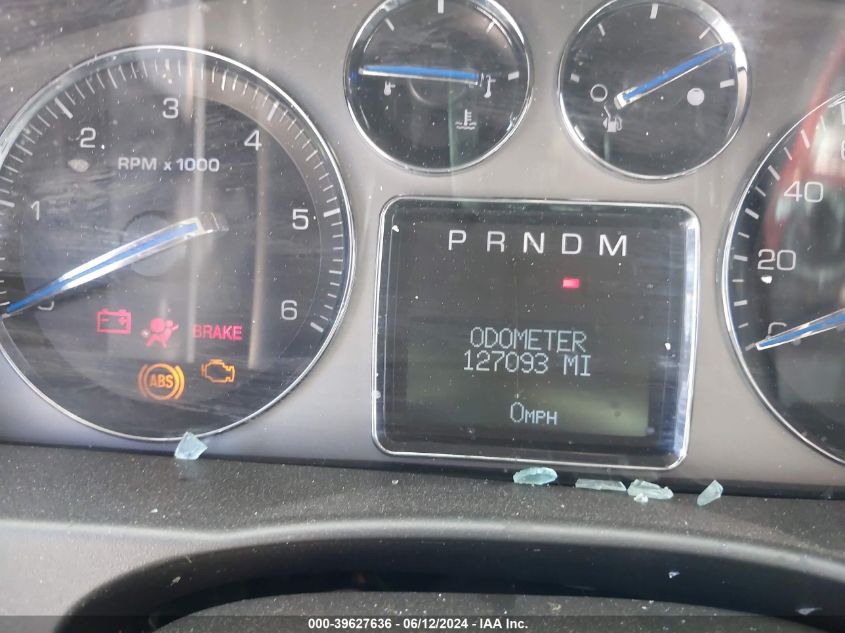 RPM x 1000
1
2
3
4
5
6
BRAKE
ABS
P R N D M
ODOMETER
127093 MI
0MPH
40
20
000-39627636 - 06/12/2024 - IAA Inc.